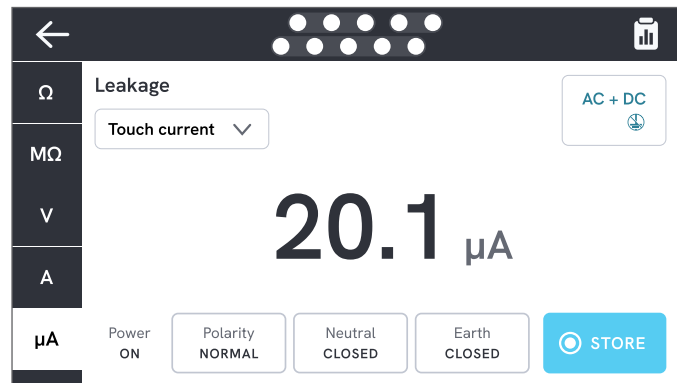 Ω
MΩ
V
A
µA
Leakage
Touch current
AC + DC
20.1 µA
Power
ON
Polarity
NORMAL
Neutral
CLOSED
Earth
CLOSED
STORE